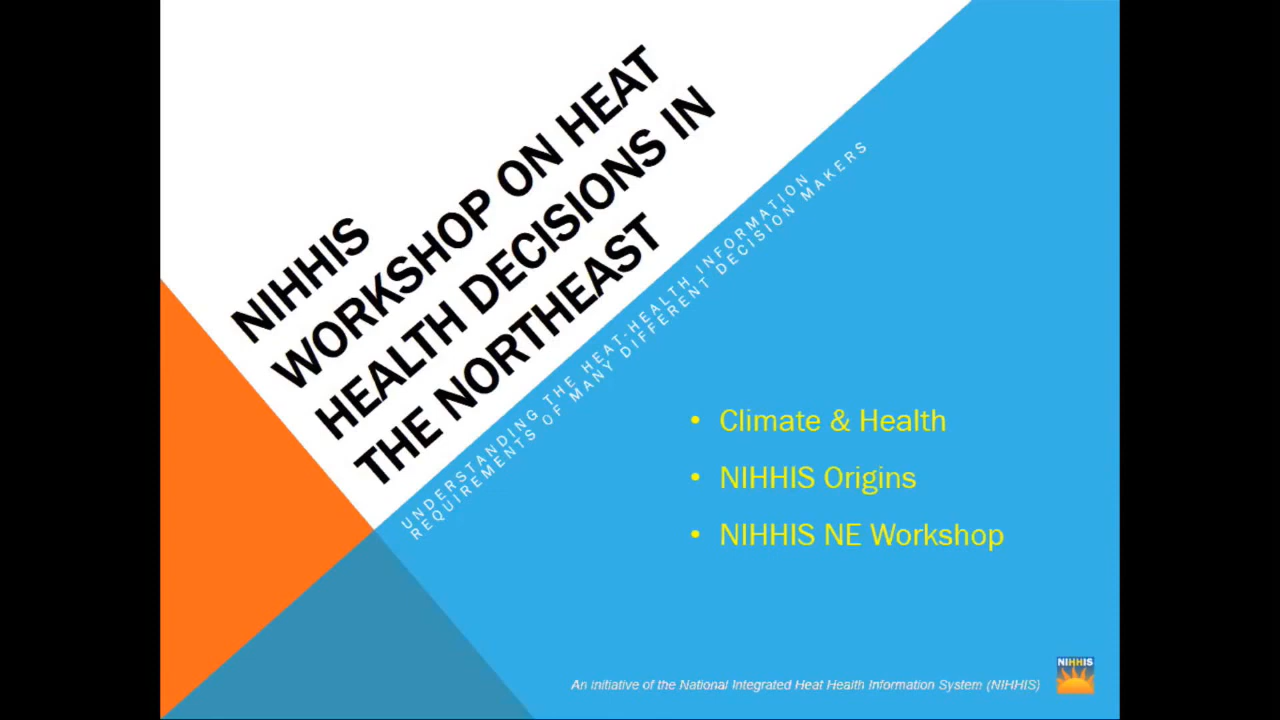 NIHHIS
WORKSHOP ON HEAT
HEALTH DECISIONS IN
THE NORTHEAST
UNDERSTANDING THE HEAT-HEALTH INFORMATION
REQUIREMENTS OF MANY DIFFERENT DECISION MAKERS
• Climate & Health
• NIHHIS Origins
• NIHHIS NE Workshop
An initiative of the National Integrated Heat Health Information System (NIHHIS)
NIHHIS